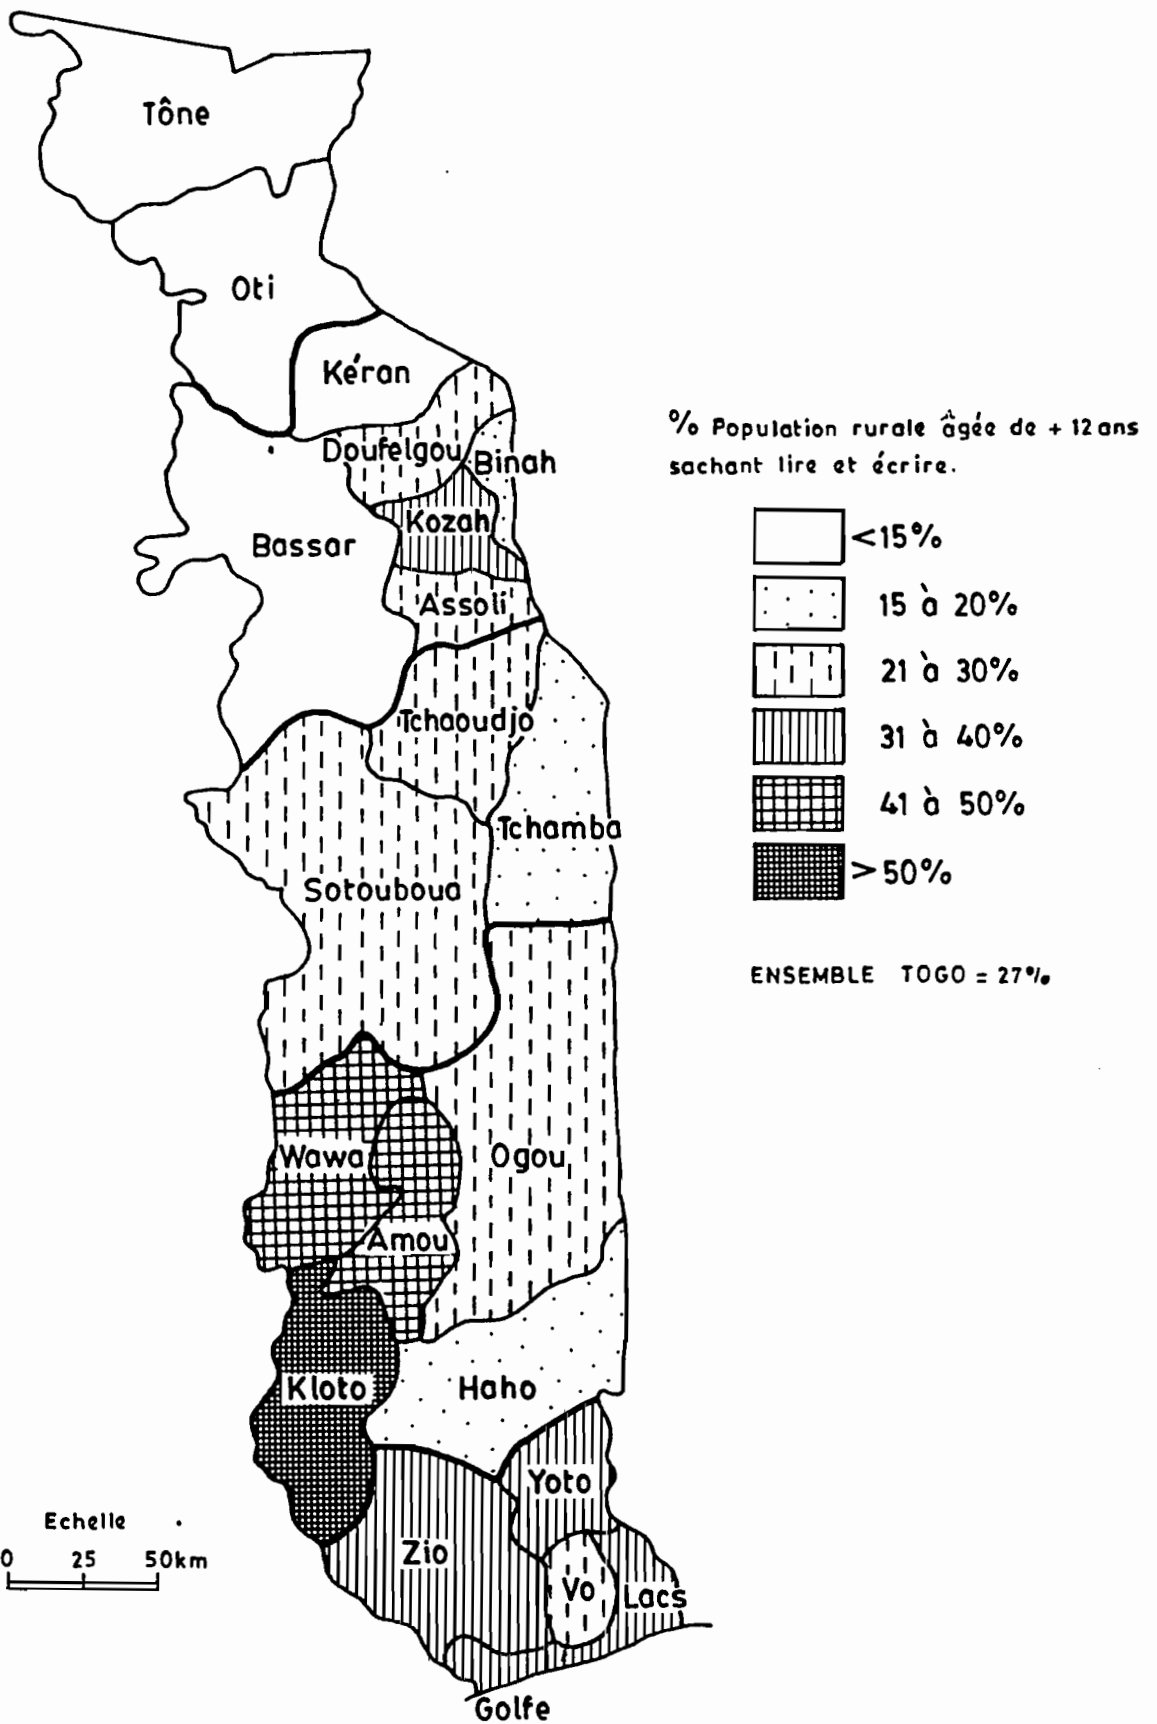 Tône
Oti
Kéran
Doufelgou
Binah
Kozah
Bassar
Assoli
Tchaoudjo
Tchamba
Sotouboua
Wawa
Ogou
Amou
Kloto
Haho
Yoto
Zio
Vo
Lacs
Golfe
% Population rurale âgée de + 12 ans
sachant lire et écrire.
<15%
15 à 20%
21 à 30%
31 à 40%
41 à 50%
>50%
ENSEMBLE TOGO = 27%
Echelle
0 25 50km